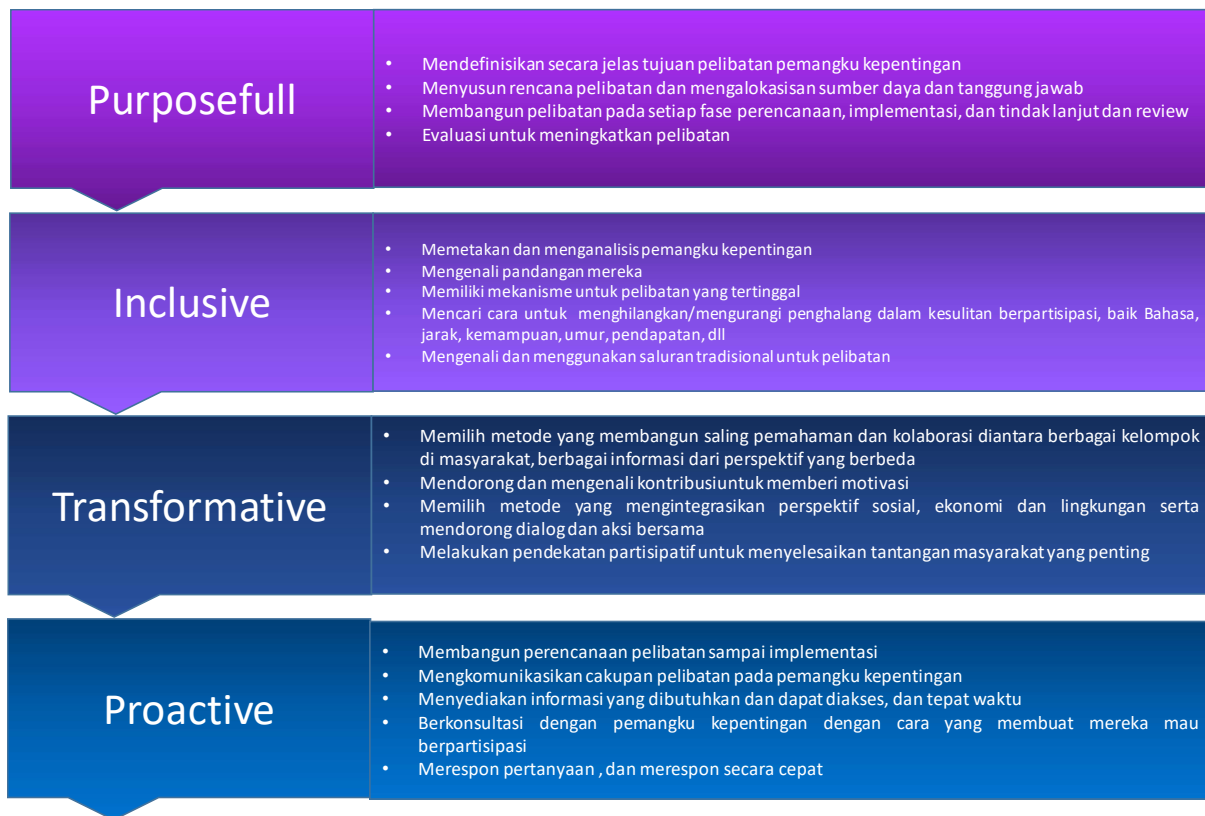 Purposefull
• Mendefinisikan secara jelas tujuan pelibatan pemangku kepentingan
• Menyusun rencana pelibatan dan mengalokasisan sumber daya dan tanggung jawab
• Membangun pelibatan pada setiap fase perencanaan, implementasi, dan tindak lanjut dan review
• Evaluasi untuk meningkatkan pelibatan
Inclusive
• Memetakan dan menganalisis pemangku kepentingan
• Mengenali pandangan mereka
• Memiliki mekanisme untuk pelibatan yang tertinggal
• Mencari cara untuk menghilangkan/mengurangi penghalang dalam kesulitan berpartisipasi, baik Bahasa,
jarak, kemampuan, umur, pendapatan, dll
• Mengenali dan menggunakan saluran tradisional untuk pelibatan
Transformative
• Memilih metode yang membangun saling pemahaman dan kolaborasi diantara berbagai kelompok
di masyarakat, berbagai informasi dari perspektif yang berbeda
• Mendorong dan mengenali kontribusiuntuk memberi motivasi
• Memilih metode yang mengintegrasikan perspektif sosial, ekonomi dan lingkungan serta
mendorong dialog dan aksi bersama
• Melakukan pendekatan partisipatif untuk menyelesaikan tantangan masyarakat yang penting
Proactive
• Membangun perencanaan pelibatan sampai implementasi
• Mengkomunikasikan cakupan pelibatan pada pemangku kepentingan
• Menyediakan informasi yang dibutuhkan dan dapat diakses, dan tepat waktu
• Berkonsultasi dengan pemangku kepentingan dengan cara yang membuat mereka mau
berpartisipasi
• Merespon pertanyaan , dan merespon secara cepat